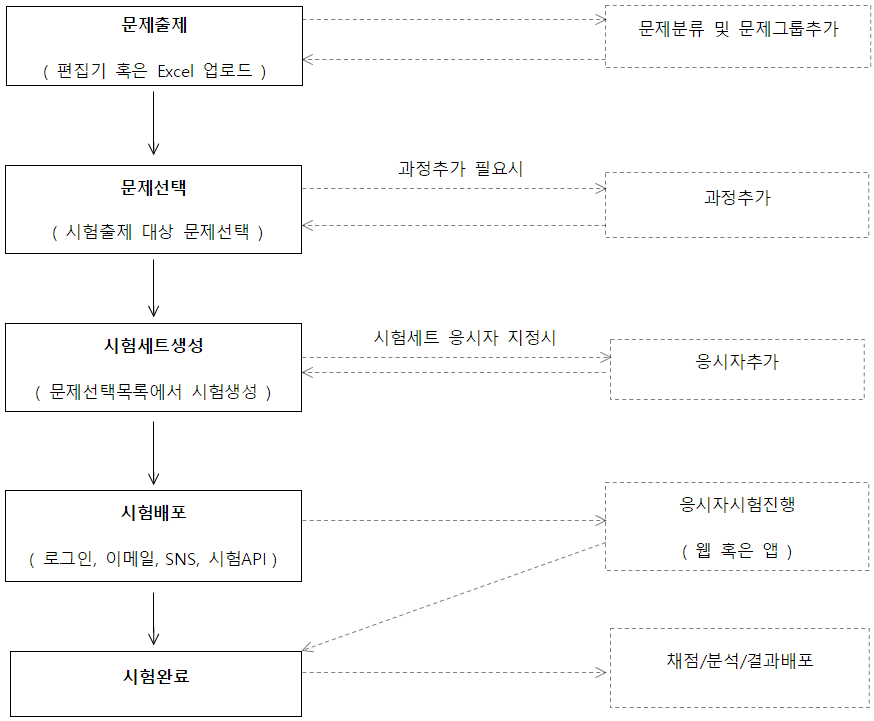 문제출제
( 편집기 혹은 Excel 업로드 )
문제분류 및 문제그룹추가
문제선택
( 시험출제 대상 문제선택 )
과정추가 필요시
과정추가
시험세트생성
( 문제선택목록에서 시험생성 )
시험세트 응시자 지정시
응시자추가
시험배포
( 로그인, 이메일, SNS, 시험API )
응시자시험진행
( 웹 혹은 앱 )
시험완료
채점/분석/결과배포